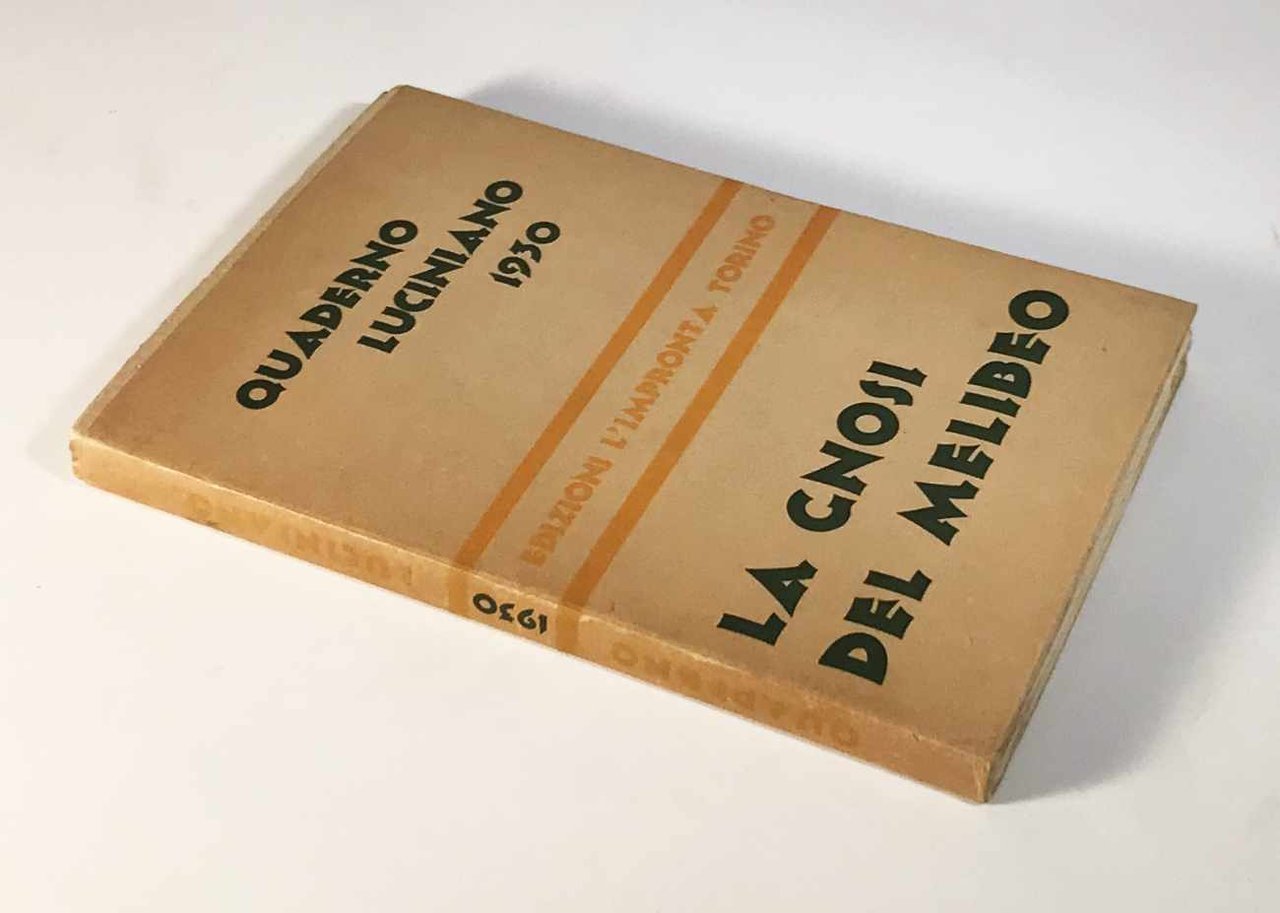 QUADERNO
LUCINIANO
1930
EDIZIONI L'IMPRONTA TORINO
LA GNOSI
DEL MELIBEO
QUADERNO
1930
LUCINIANO